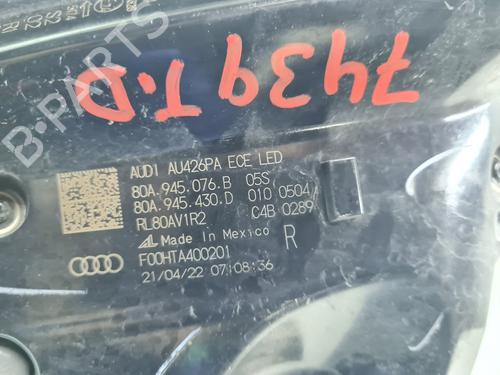 B-PARTS
7439 T.D
AUDI AU426PA ECE LED
80A.945.076.B 05S
80A.945.430.D 010 0504
RL80AV1R2 C4B 0289
Made in Mexico R
F00HTA400201
21/04/22 07:08:36